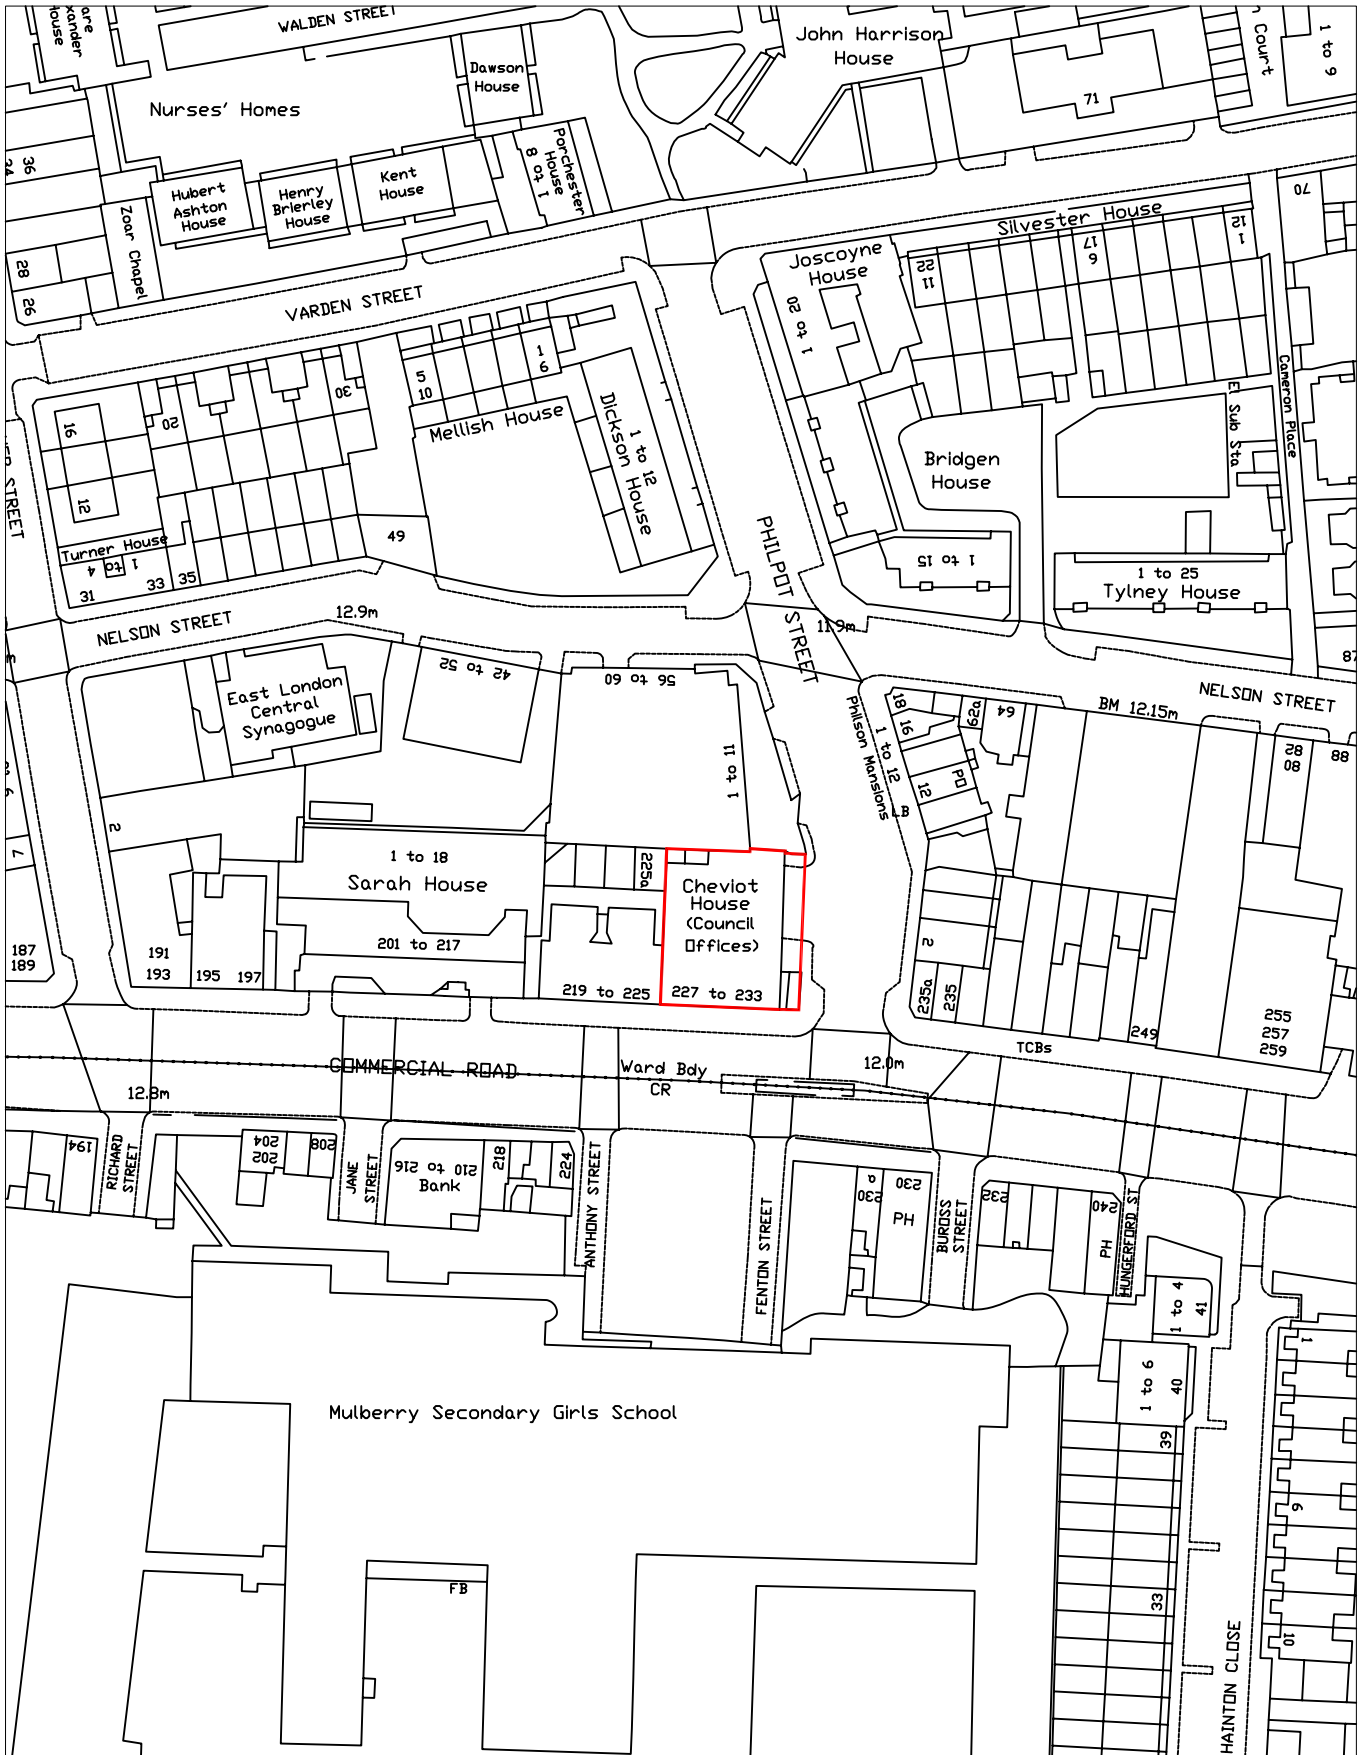 WALDEN STREET
House
John Harrison
House
Court
1 to 9
Dawson
House
Nurses' Homes
71
Porchester
House
1 to 8
36
Hubert
Ashton
House
Henry
Brierley
House
Kent
House
Zoar Chapel
28
26
70
Silvester House
12
1
17
6
22
11
Joscoyne
House
1 to 20
VARDEN STREET
Cameron Place
El Sub Sta
5
10
1
6
30
20
16
12
Mellish House
Dickson House
1 to 12
Bridgen
House
STREET
49
Turner House
1 to 4
31
33
35
PHILPOT STREET
1 to 15
1 to 25
Tylney House
12.9m
NELSON STREET
11.9m
87
42 to 52
56 to 60
East London
Central
Synagogue
NELSON STREET
BM 12.15m
18
16
62a
64
Philson Mansions
1 to 12
12
PO
LB
82
80
88
1 to 11
2
7
1 to 18
Sarah House
225a
Cheviot
House
(Council
Offices)
201 to 217
187
189
191
193
195
197
219 to 225
227 to 233
2
235a
235
249
255
257
259
TCBs
COMMERCIAL ROAD
Ward Bdy
CR
12.0m
12.8m
194
RICHARD
STREET
204
202
208
JANE
STREET
210 to 216
Bank
218
224
ANTHONY STREET
FENTON STREET
230
a
230
PH
BUROSS
STREET
232
240
PH
HUNGERFORD ST
1 to 4
41
1
1 to 6
40
Mulberry Secondary Girls School
39
6
FB
33
10
HAINTON CLOSE